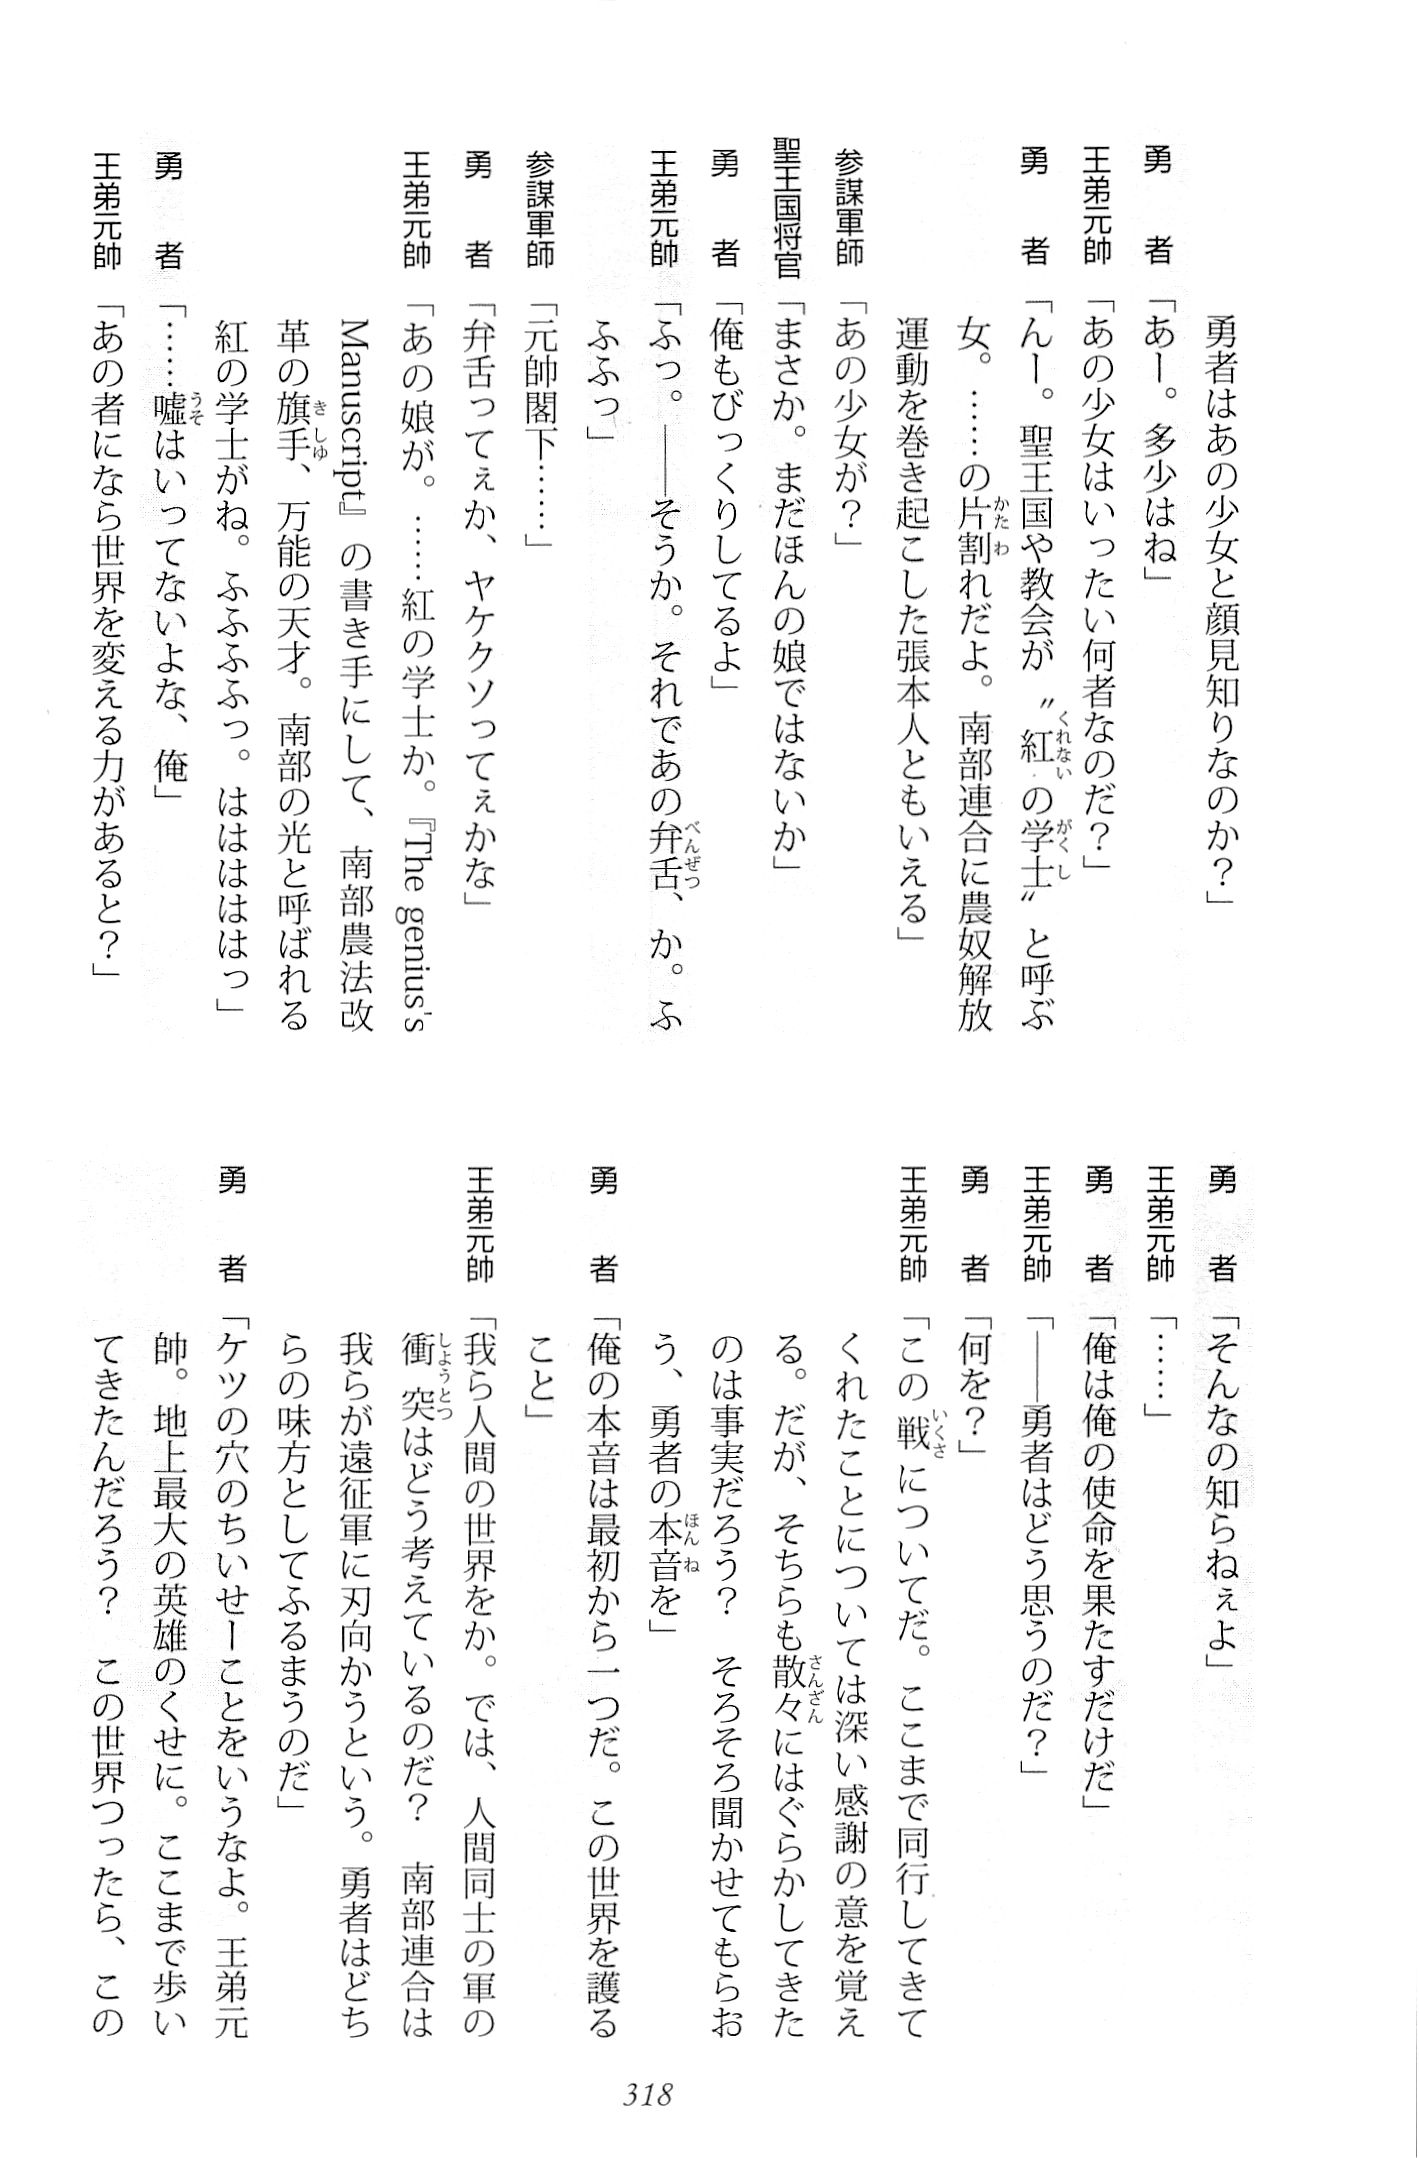 勇者はあの少女と顔見知りなのか？」
勇　者「あー。多少はね」
王弟元帥「あの少女はいったい何者なのだ？」
勇　者「んー。聖王国や教会が〝紅の学士〟と呼ぶ
女。……の片割れだよ。南部連合に農奴解放
運動を巻き起こした張本人ともいえる」
参謀軍師「あの少女が？」
聖王国将官「まさか。まだほんの娘ではないか」
勇　者「俺もびっくりしてるよ」
王弟元帥「ふっ。――そうか。それであの弁舌、か。ふ
ふふっ」
参謀軍師「元帥閣下……」
勇　者「弁舌ってぇか、ヤケクソってぇかな」
王弟元帥「あの娘が。……紅の学士か。『The genius's
Manuscript』の書き手にして、南部農法改
革の旗手、万能の天才。南部の光と呼ばれる
紅の学士がね。ふふふふっ。はははははっ」
勇　者「……嘘はいってないよな、俺」
王弟元帥「あの者になら世界を変える力があると？」
勇　者「そんなの知らねぇよ」
王弟元帥「……」
勇　者「俺は俺の使命を果たすだけだ」
王弟元帥「――勇者はどう思うのだ？」
勇　者「何を？」
王弟元帥「この戦についてだ。ここまで同行してきて
くれたことについては深い感謝の意を覚え
る。だが、そちらも散々にはぐらかしてきた
のは事実だろう？　そろそろ聞かせてもらお
う、勇者の本音を」
勇　者「俺の本音は最初から一つだ。この世界を護る
こと」
王弟元帥「我ら人間の世界をか。では、人間同士の軍の
衝突はどう考えているのだ？　南部連合は
我らが遠征軍に刃向かうという。勇者はどち
らの味方としてふるまうのだ」
勇　者「ケツの穴のちいせーことをいうなよ。王弟元
帥。地上最大の英雄のくせに。ここまで歩い
てきたんだろう？　この世界つったら、この
318